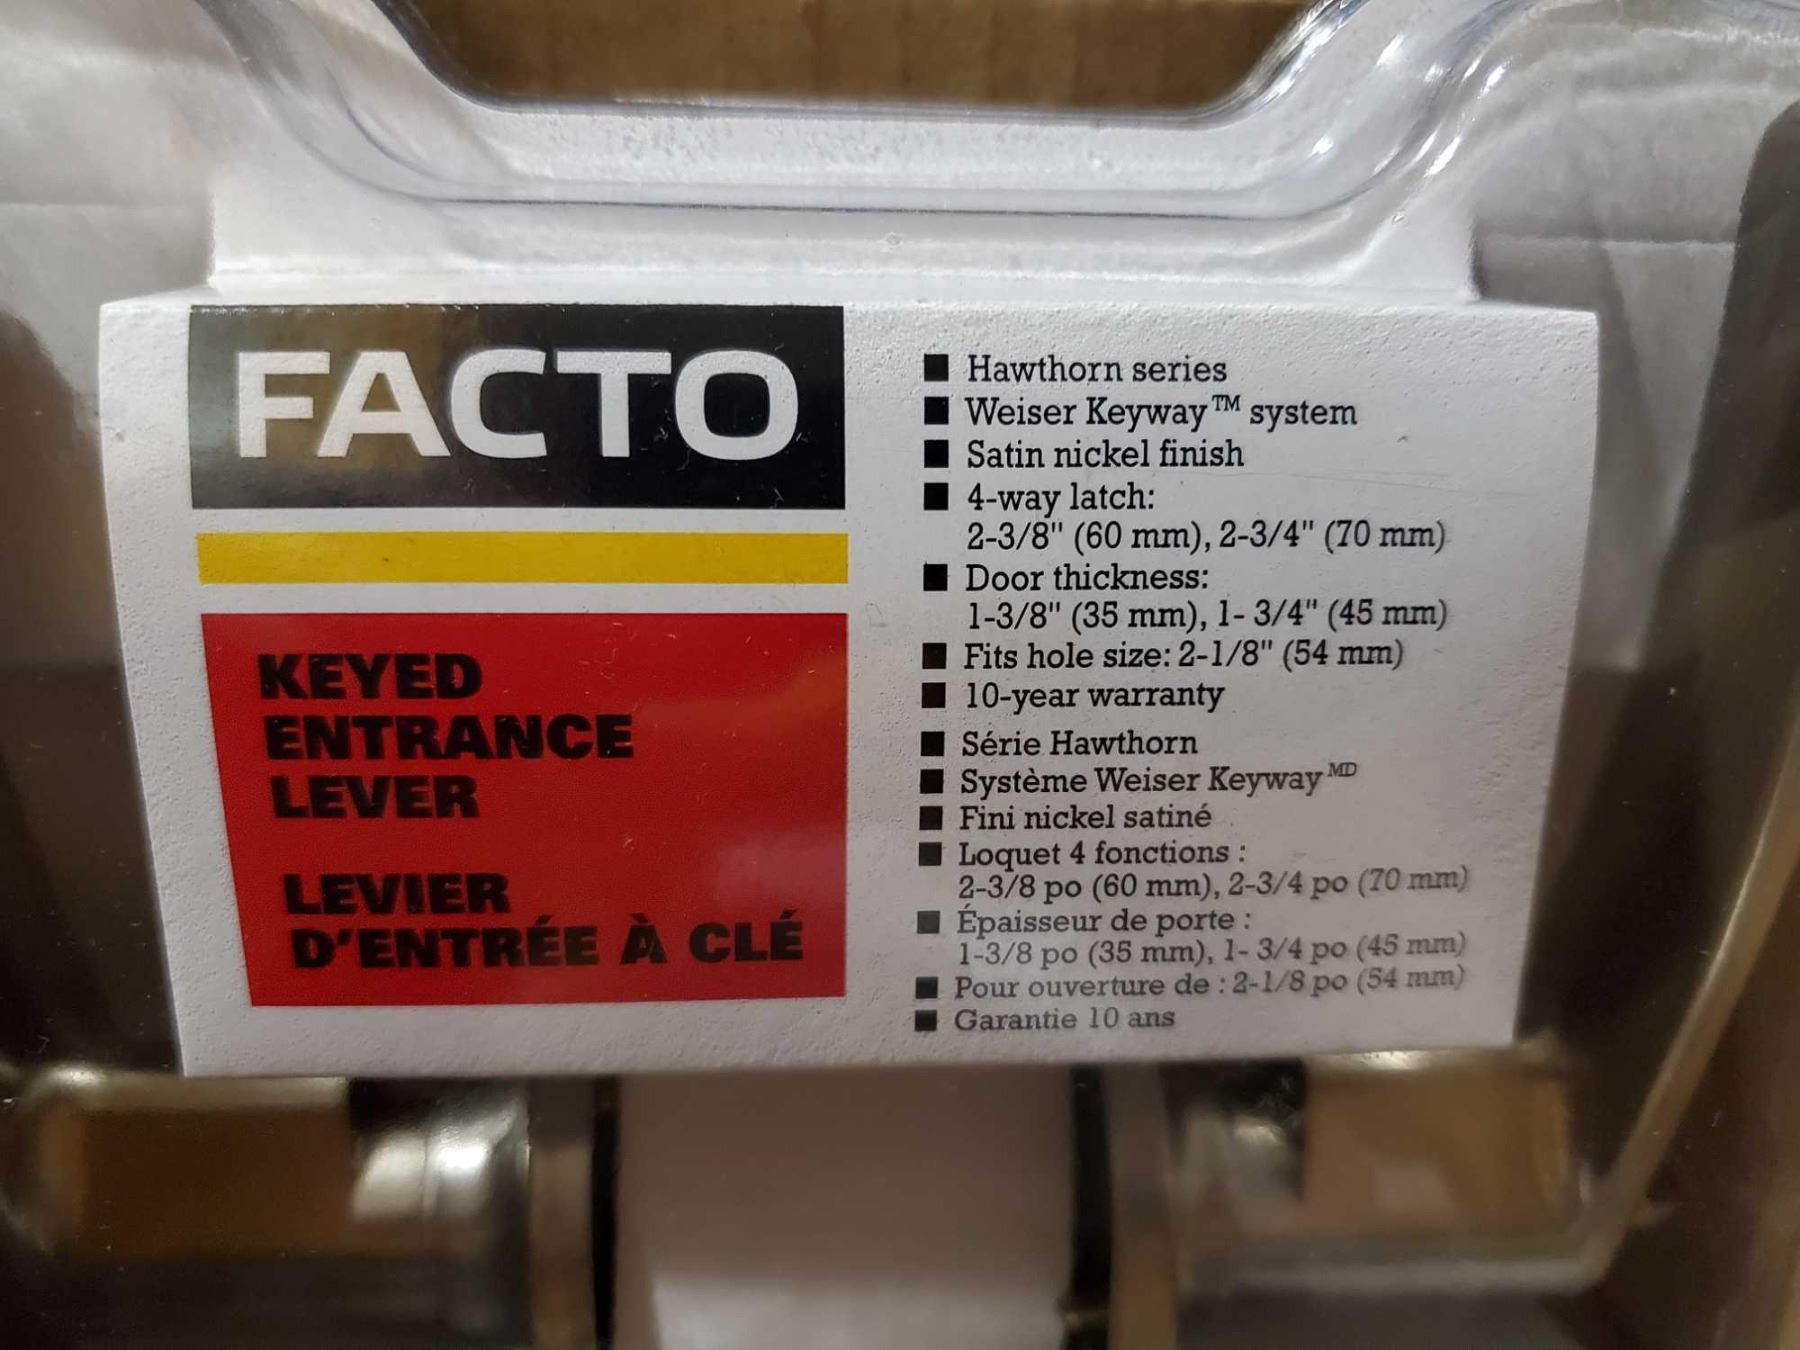 FACTO
KEYED
ENTRANCE
LEVER
LEVIER
D'ENTRÉE À CLÉ
■ Hawthorn series
■ Weiser Keyway™ system
■ Satin nickel finish
■ 4-way latch:
2-3/8" (60 mm), 2-3/4" (70 mm)
■ Door thickness:
1-3/8" (35 mm), 1- 3/4" (45 mm)
■ Fits hole size: 2-1/8" (54 mm)
■ 10-year warranty
■ Série Hawthorn
■ Système Weiser Keyway MD
■ Fini nickel satiné
■ Loquet 4 fonctions :
2-3/8 po (60 mm), 2-3/4 po (70 mm)
■ Épaisseur de porte :
1-3/8 po (35 mm), 1- 3/4 po (45 mm)
■ Pour ouverture de : 2-1/8 po (54 mm)
■ Garantie 10 ans